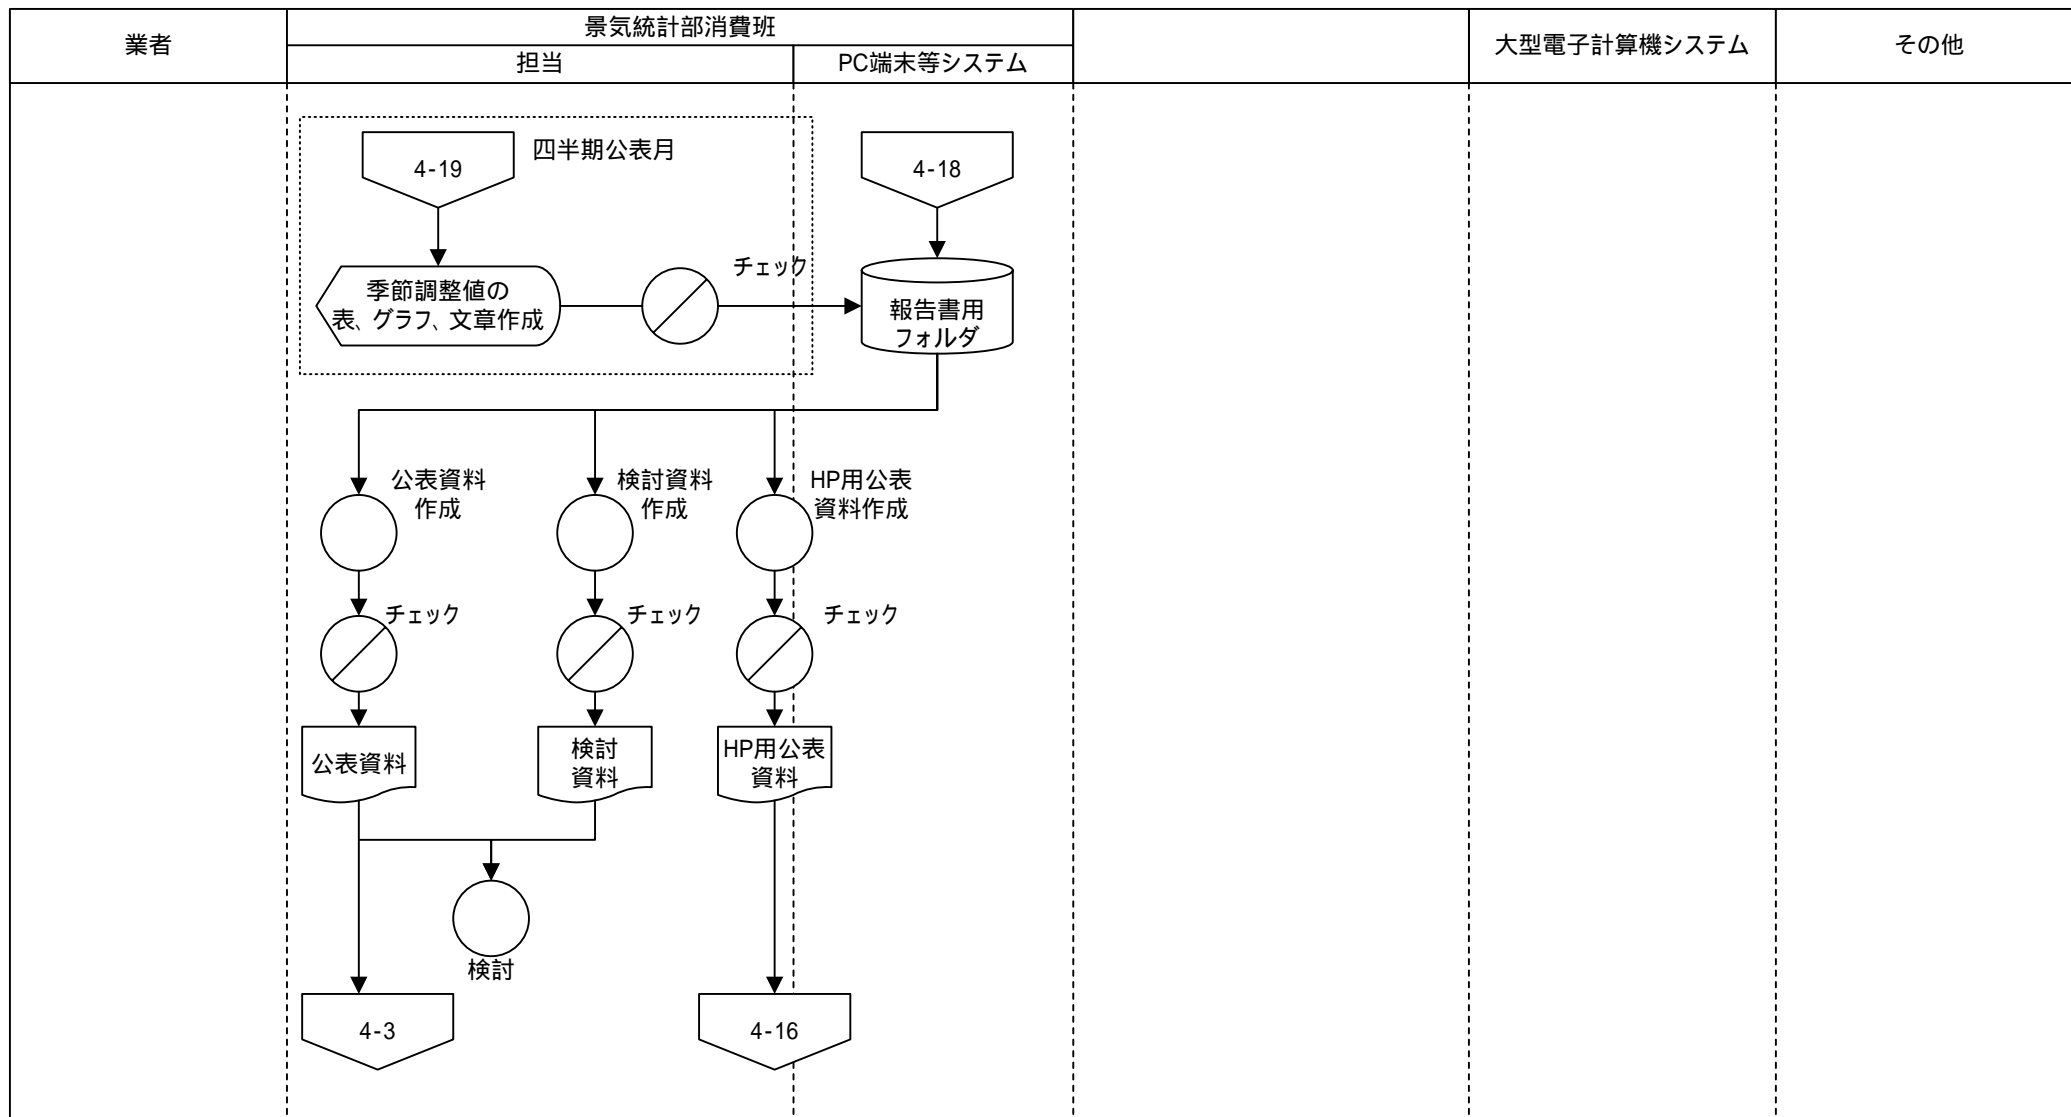 業者
景気統計部消費班
担当
PC端末等システム
大型電子計算機システム
その他
4-19
四半期公表月
4-18
季節調整値の
表、グラフ、文章作成
チェック
報告書用
フォルダ
公表資料
作成
検討資料
作成
HP用公表
資料作成
チェック
チェック
チェック
公表資料
検討
資料
HP用公表
資料
検討
4-3
4-16